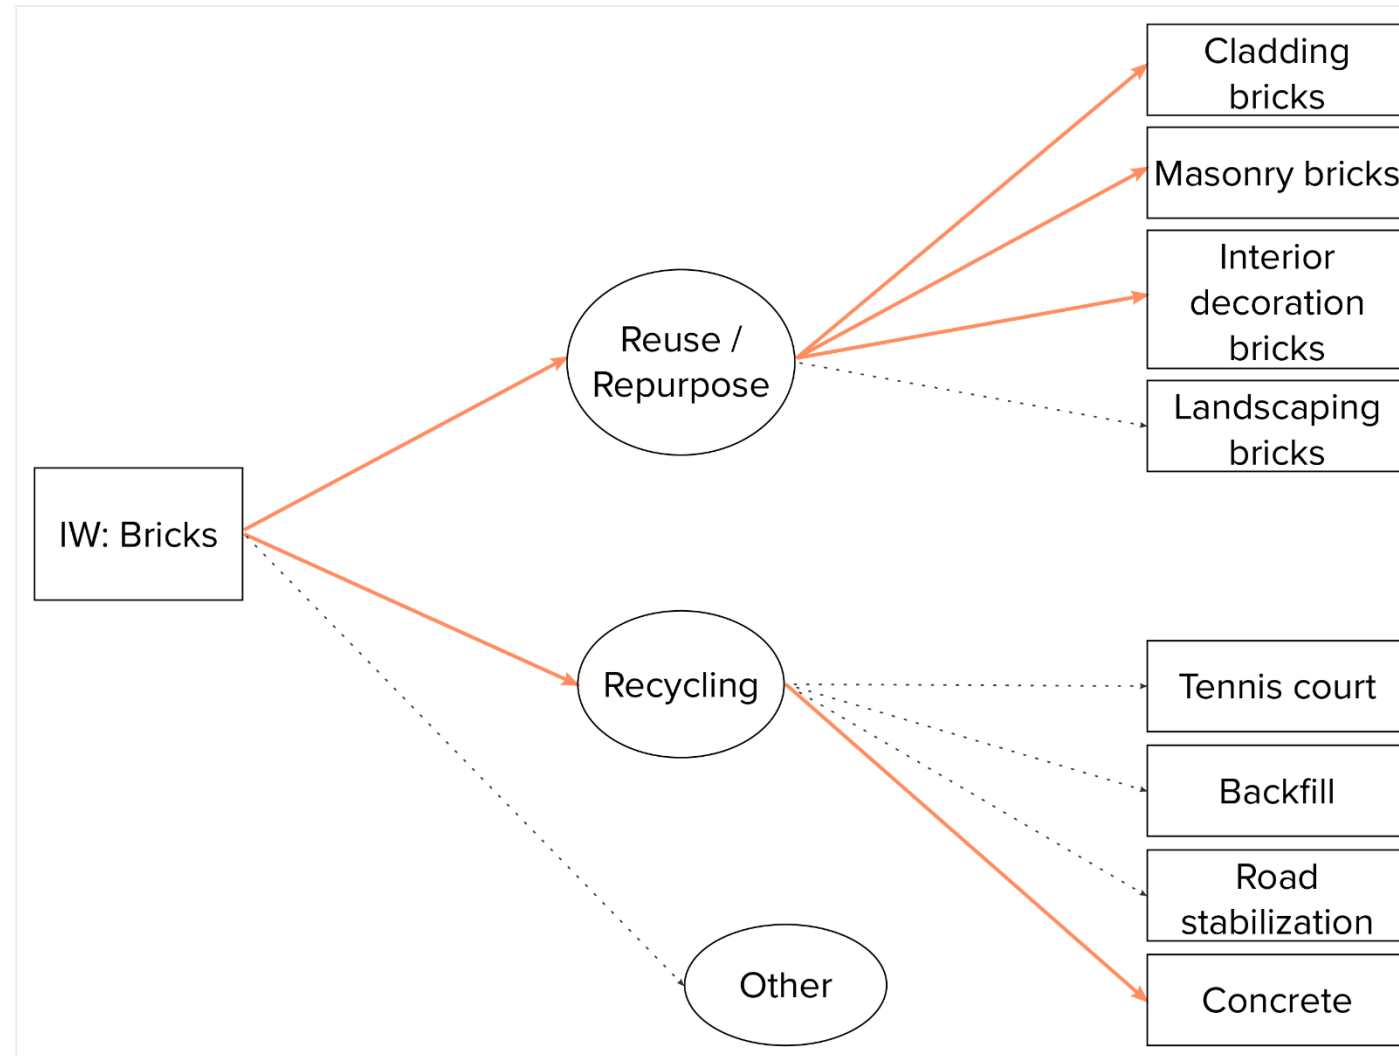 Cladding
bricks
Masonry bricks
Interior
decoration
bricks
Reuse /
Repurpose
Landscaping
bricks
IW: Bricks
Recycling
Tennis court
Backfill
Road
stabilization
Other
Concrete